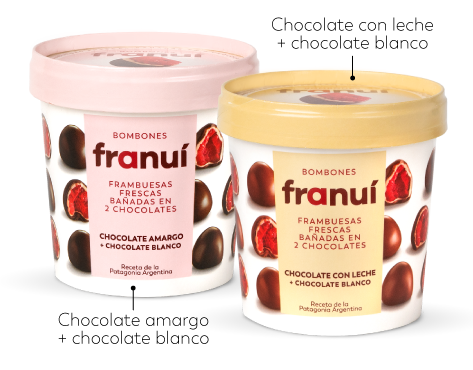 Chocolate con leche
+ chocolate blanco
BOMBONES
franuí
FRAMBUESAS
FRESCAS
BAÑADAS EN
2 CHOCOLATES
CHOCOLATE AMARGO
+ CHOCOLATE BLANCO
Receta de la
Patagonia Argentina
BOMBONES
franuí
FRAMBUESAS
FRESCAS
BAÑADAS EN
2 CHOCOLATES
CHOCOLATE CON LECHE
+ CHOCOLATE BLANCO
Receta de la
Patagonia Argentina
Chocolate amargo
+ chocolate blanco